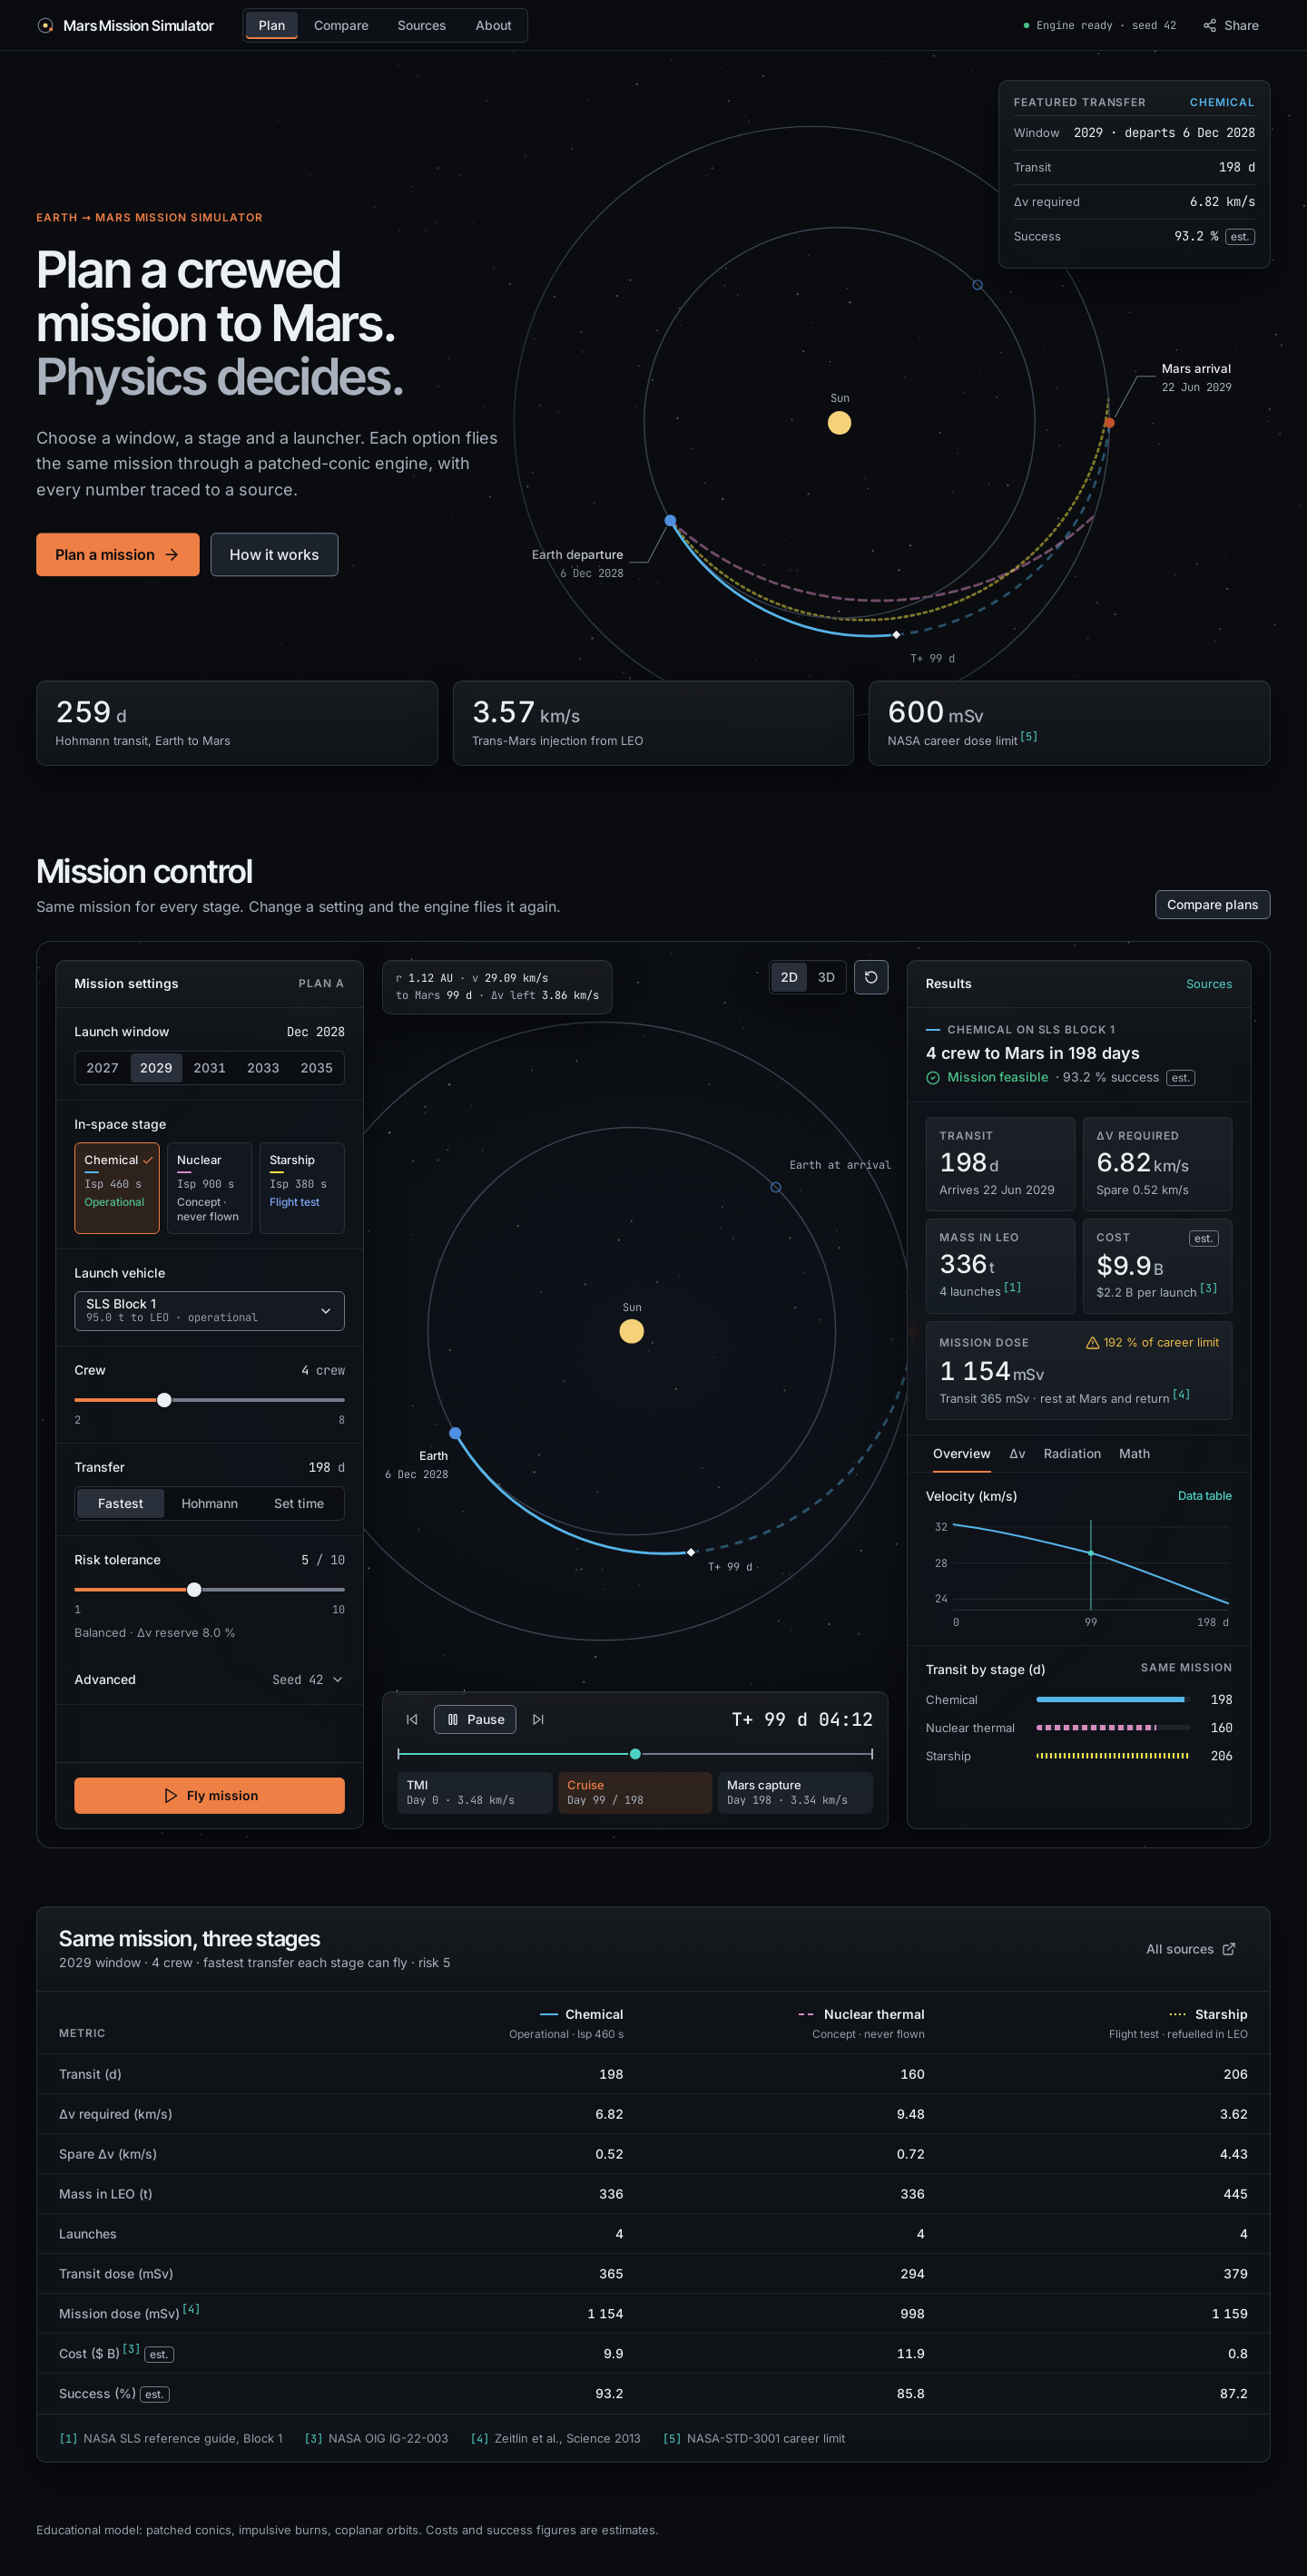 Mars Mission Simulator
Plan Compare Sources About
Engine ready · seed 42
Share
FEATURED TRANSFER CHEMICAL
Window 2029 · departs 6 Dec 2028
Transit 198 d
Δv required 6.82 km/s
Success 93.2 % est.
EARTH → MARS MISSION SIMULATOR
Plan a crewed
mission to Mars.
Physics decides.
Choose a window, a stage and a launcher. Each option flies
the same mission through a patched-conic engine, with
every number traced to a source.
Plan a mission →
How it works
Sun
Mars arrival
22 Jun 2029
Earth departure
6 Dec 2028
T+ 99 d
259 d
Hohmann transit, Earth to Mars
3.57 km/s
Trans-Mars injection from LEO
600 mSv
NASA career dose limit [5]
Mission control
Same mission for every stage. Change a setting and the engine flies it again.
Compare plans
Mission settings PLAN A
Launch window Dec 2028
2027 2029 2031 2033 2035
In-space stage
Chemical
Isp 460 s
Operational
Nuclear
Isp 900 s
Concept ·
never flown
Starship
Isp 380 s
Flight test
Launch vehicle
SLS Block 1
95.0 t to LEO · operational
Crew 4 crew
2 8
Transfer 198 d
Fastest Hohmann Set time
Risk tolerance 5 / 10
1 10
Balanced · Δv reserve 8.0 %
Advanced Seed 42
Fly mission
r 1.12 AU · v 29.09 km/s
to Mars 99 d · Δv left 3.86 km/s
2D 3D
Earth at arrival
Sun
Earth
6 Dec 2028
T+ 99 d
Pause
T+ 99 d 04:12
TMI
Day 0 · 3.48 km/s
Cruise
Day 99 / 198
Mars capture
Day 198 · 3.34 km/s
Results Sources
CHEMICAL ON SLS BLOCK 1
4 crew to Mars in 198 days
Mission feasible · 93.2 % success est.
TRANSIT
198 d
Arrives 22 Jun 2029
ΔV REQUIRED
6.82 km/s
Spare 0.52 km/s
MASS IN LEO
336 t
4 launches [1]
COST est.
$9.9 B
$2.2 B per launch [3]
MISSION DOSE 192 % of career limit
1 154 mSv
Transit 365 mSv · rest at Mars and return [4]
Overview Δv Radiation Math
Velocity (km/s) Data table
32
28
24
0 99 198 d
Transit by stage (d) SAME MISSION
Chemical 198
Nuclear thermal 160
Starship 206
Same mission, three stages
2029 window · 4 crew · fastest transfer each stage can fly · risk 5
All sources
METRIC
Chemical
Operational · Isp 460 s
Nuclear thermal
Concept · never flown
Starship
Flight test · refuelled in LEO
Transit (d) 198 160 206
Δv required (km/s) 6.82 9.48 3.62
Spare Δv (km/s) 0.52 0.72 4.43
Mass in LEO (t) 336 336 445
Launches 4 4 4
Transit dose (mSv) 365 294 379
Mission dose (mSv) [4] 1 154 998 1 159
Cost ($ B) [3] est. 9.9 11.9 0.8
Success (%) est. 93.2 85.8 87.2
[1] NASA SLS reference guide, Block 1 [3] NASA OIG IG-22-003 [4] Zeitlin et al., Science 2013 [5] NASA-STD-3001 career limit
Educational model: patched conics, impulsive burns, coplanar orbits. Costs and success figures are estimates.